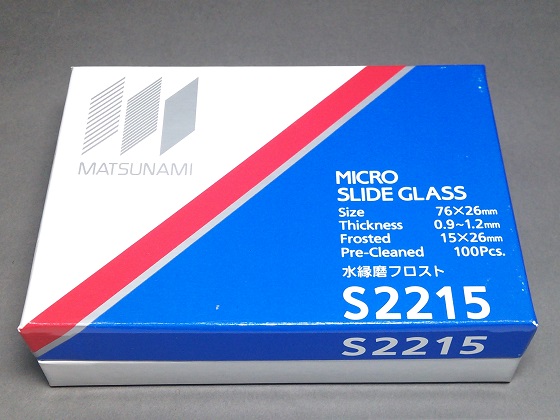 MATSUNAMI
MICRO
SLIDE GLASS
Size 76×26mm
Thickness 0.9~1.2mm
Frosted 15×26mm
Pre-Cleaned 100Pcs.
水縁磨フロスト
S2215
S2215